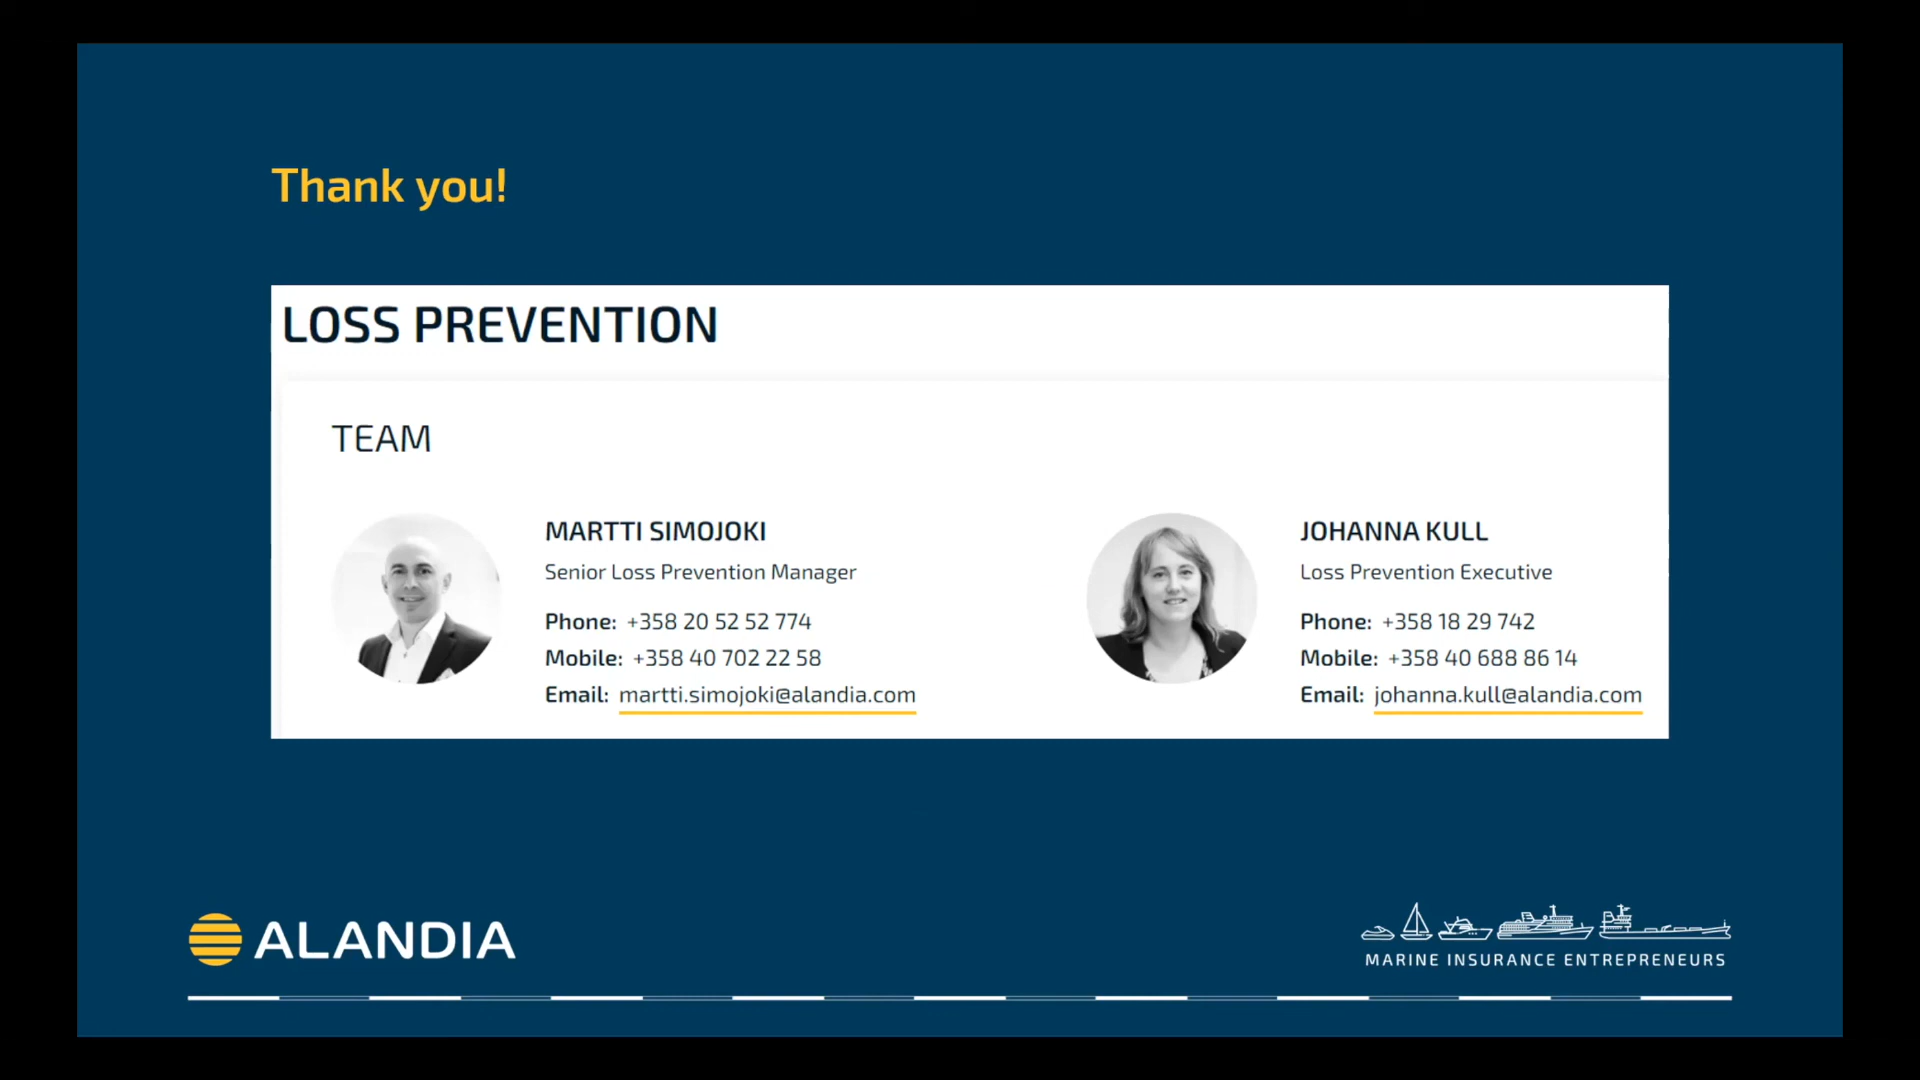 Thank you!
LOSS PREVENTION
TEAM
MARTTI SIMOJOKI
Senior Loss Prevention Manager
Phone: +358 20 52 52 774
Mobile: +358 40 702 22 58
Email: martti.simojoki@alandia.com
JOHANNA KULL
Loss Prevention Executive
Phone: +358 18 29 742
Mobile: +358 40 688 86 14
Email: johanna.kull@alandia.com
ALANDIA
MARINE INSURANCE ENTREPRENEURS